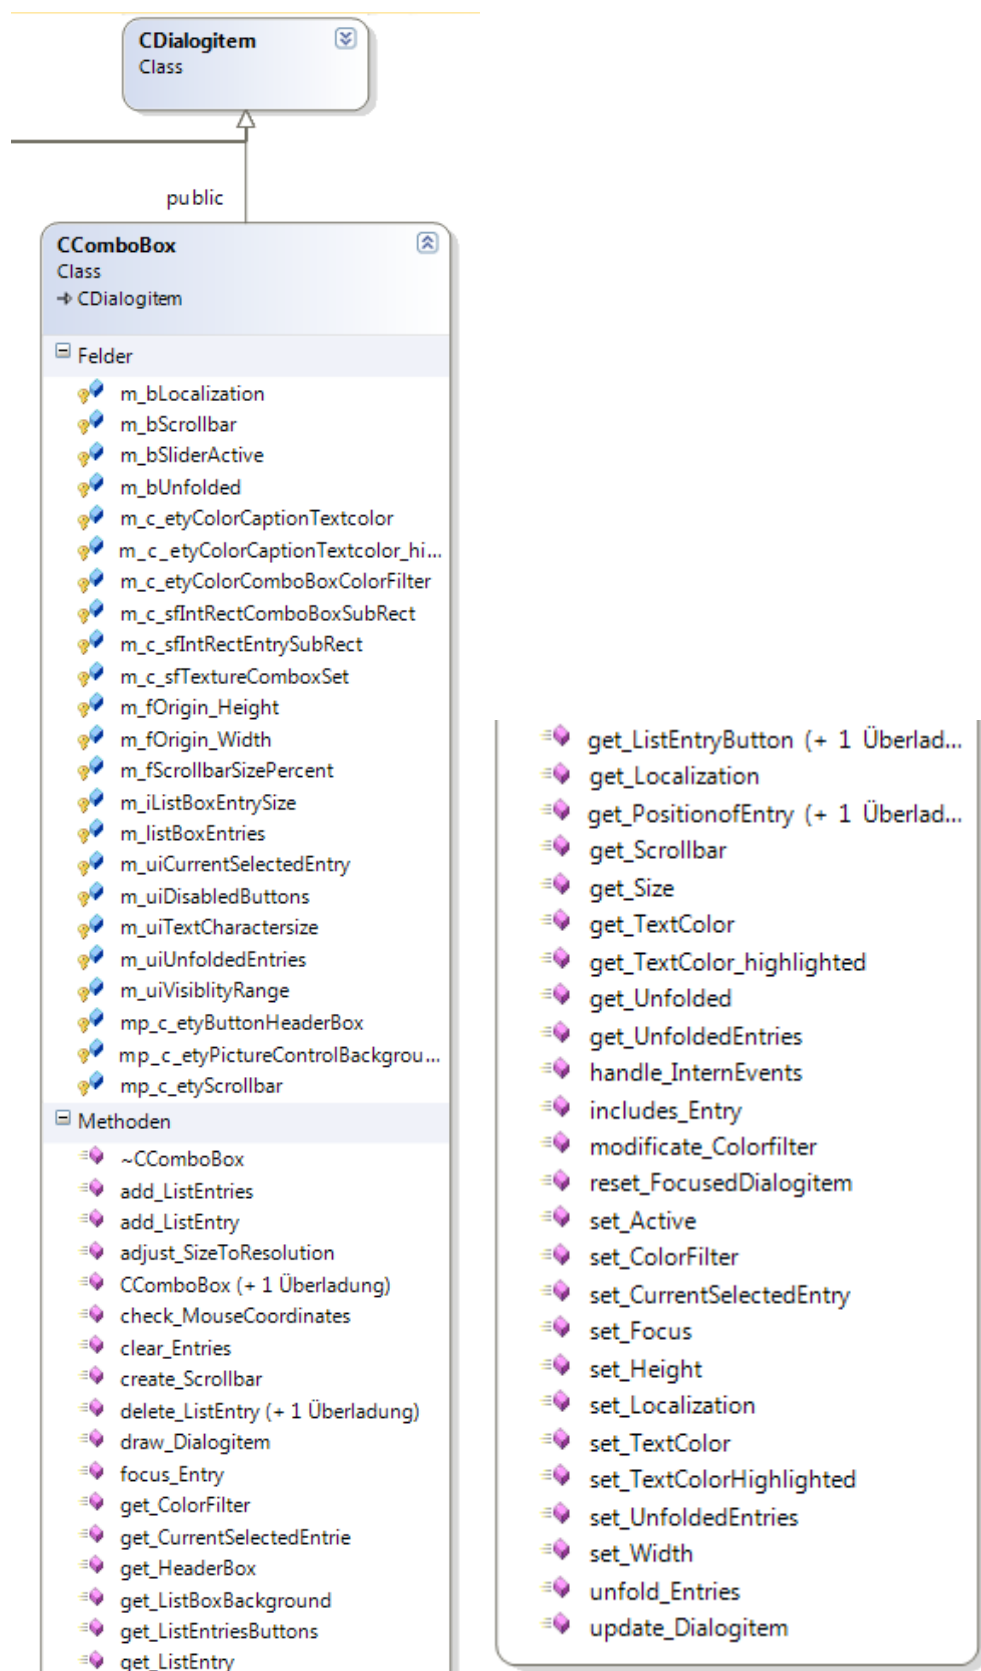 CDialogitem
Class
public
CComboBox
Class
CDialogitem
Felder
m_bLocalization
m_bScrollbar
m_bSliderActive
m_bUnfolded
m_c_etyColorCaptionTextcolor
m_c_etyColorCaptionTextcolor_hi...
m_c_etyColorComboBoxColorFilter
m_c_sfIntRectComboBoxSubRect
m_c_sfIntRectEntrySubRect
m_c_sfTextureComboxSet
m_fOrigin_Height
m_fOrigin_Width
m_fScrollbarSizePercent
m_iListBoxEntrySize
m_listBoxEntries
m_uiCurrentSelectedEntry
m_uiDisabledButtons
m_uiTextCharactersize
m_uiUnfoldedEntries
m_uiVisiblityRange
mp_c_etyButtonHeaderBox
mp_c_etyPictureControlBackgrou...
mp_c_etyScrollbar
Methoden
~CComboBox
add_ListEntries
add_ListEntry
adjust_SizeToResolution
CComboBox (+ 1 Überladung)
check_MouseCoordinates
clear_Entries
create_Scrollbar
delete_ListEntry (+ 1 Überladung)
draw_Dialogitem
focus_Entry
get_ColorFilter
get_CurrentSelectedEntrie
get_HeaderBox
get_ListBoxBackground
get_ListEntriesButtons
get_ListEntry
get_ListEntryButton (+ 1 Überlad...
get_Localization
get_PositionofEntry (+ 1 Überlad...
get_Scrollbar
get_Size
get_TextColor
get_TextColor_highlighted
get_Unfolded
get_UnfoldedEntries
handle_InternEvents
includes_Entry
modificate_Colorfilter
reset_FocusedDialogitem
set_Active
set_ColorFilter
set_CurrentSelectedEntry
set_Focus
set_Height
set_Localization
set_TextColor
set_TextColorHighlighted
set_UnfoldedEntries
set_Width
unfold_Entries
update_Dialogitem